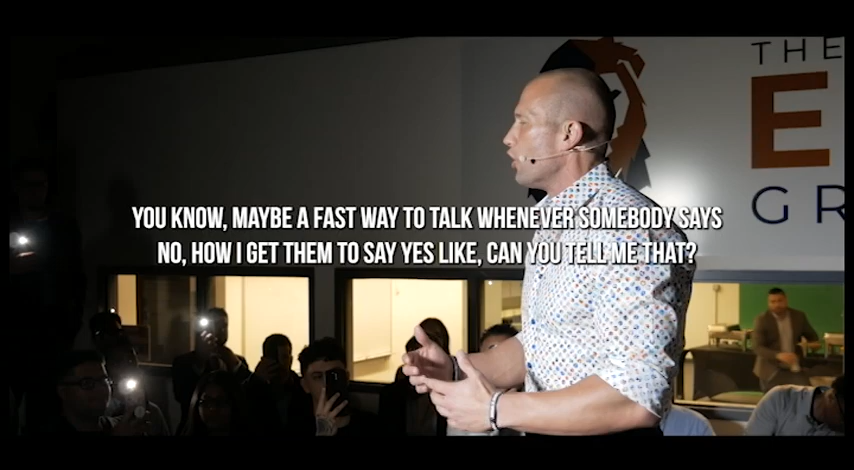 THE
E
GR
YOU KNOW, MAYBE A FAST WAY TO TALK WHENEVER SOMEBODY SAYS
NO, HOW I GET THEM TO SAY YES LIKE, CAN YOU TELL ME THAT?